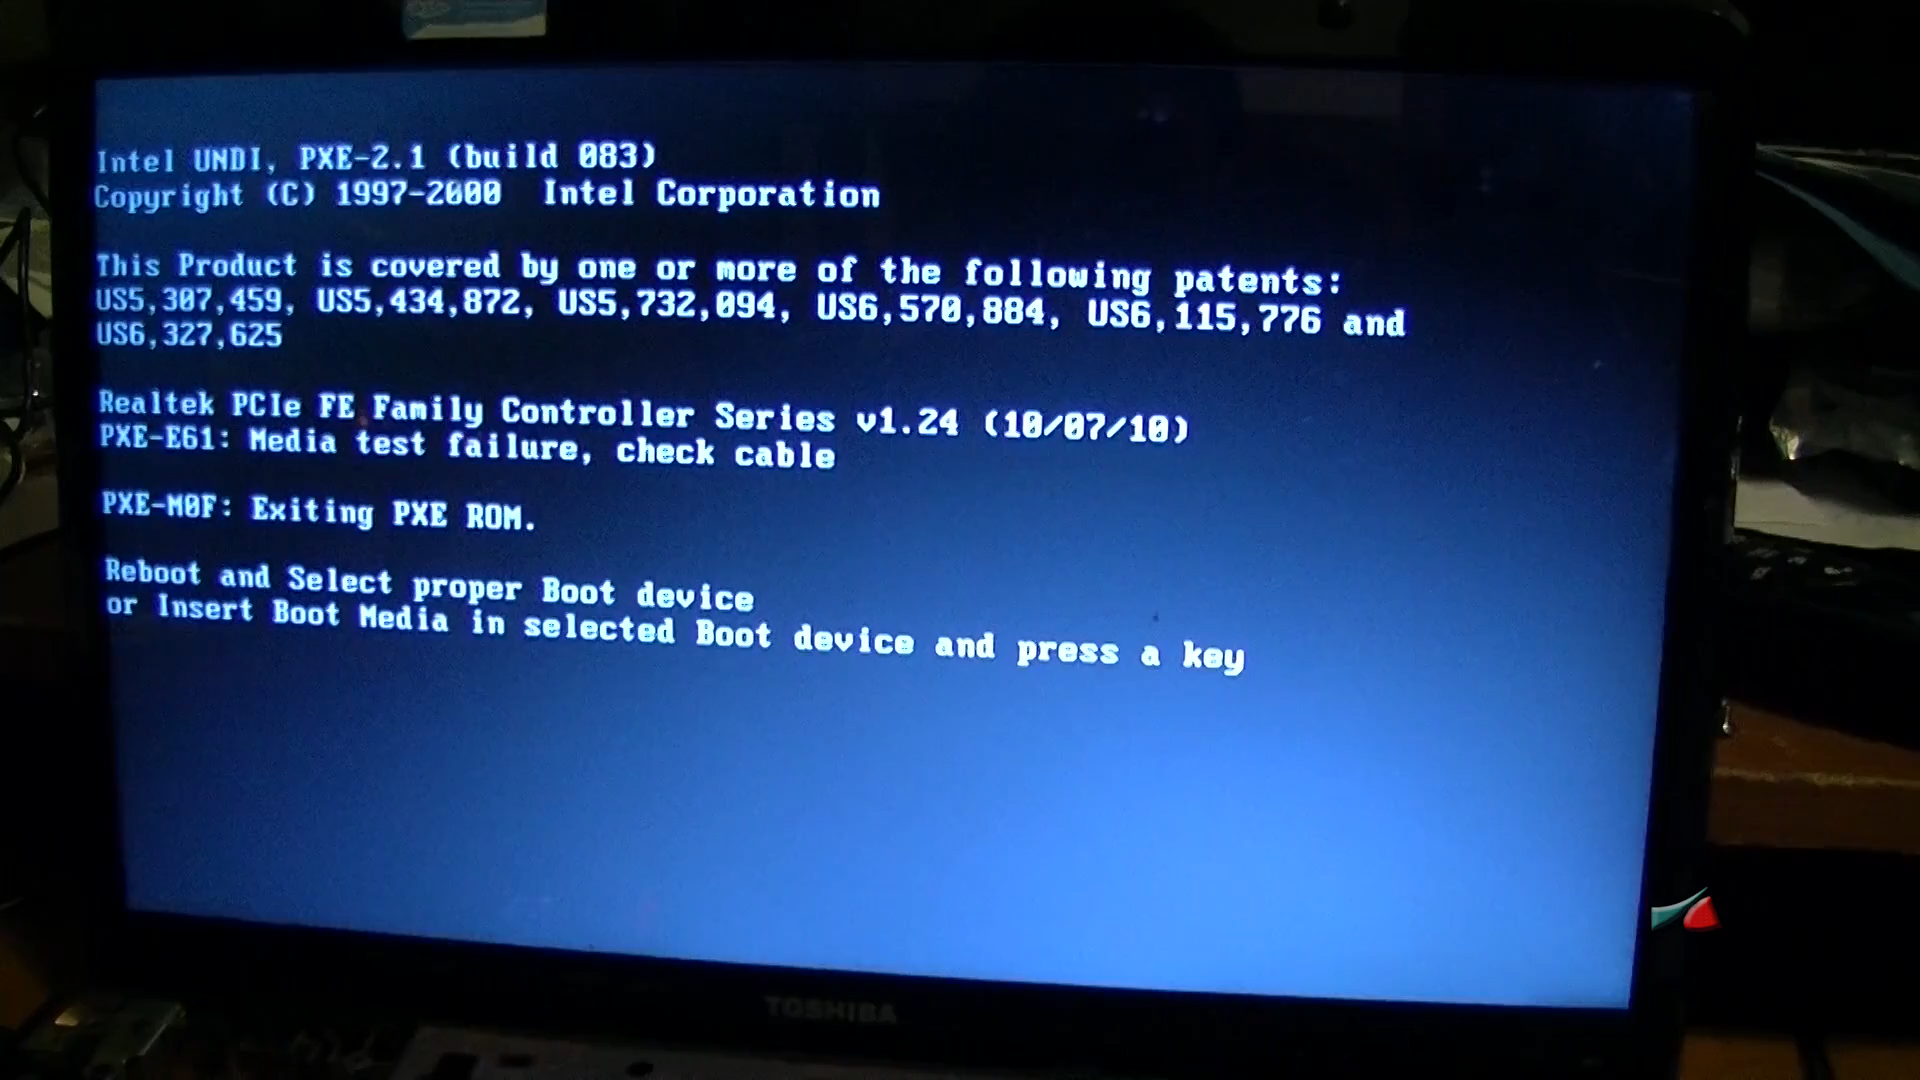 Intel UNDI, PXE-2.1 (build 083)
Copyright (C) 1997-2000  Intel Corporation
This Product is covered by one or more of the following patents:
US5,307,459, US5,434,872, US5,732,094, US6,570,884, US6,115,776 and
US6,327,625
Realtek PCIe FE Family Controller Series v1.24 (10/07/10)
PXE-E61: Media test failure, check cable
PXE-M0F: Exiting PXE ROM.
Reboot and Select proper Boot device
or Insert Boot Media in selected Boot device and press a key
TOSHIBA